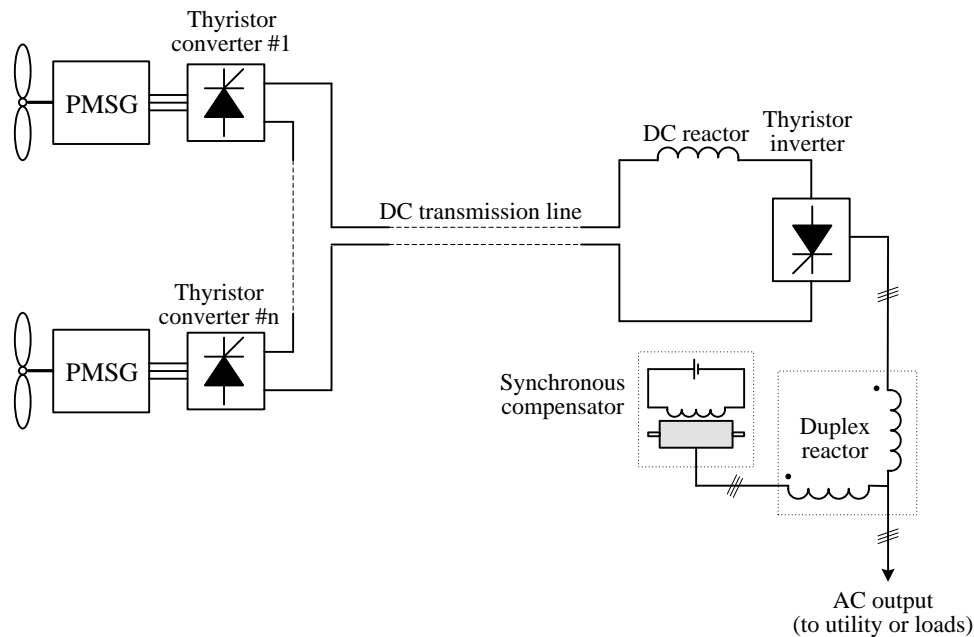 Thyristor
converter #1
PMSG
DC reactor
Thyristor
inverter
DC transmission line
Thyristor
converter #n
PMSG
Synchronous
compensator
Duplex
reactor
AC output
(to utility or loads)